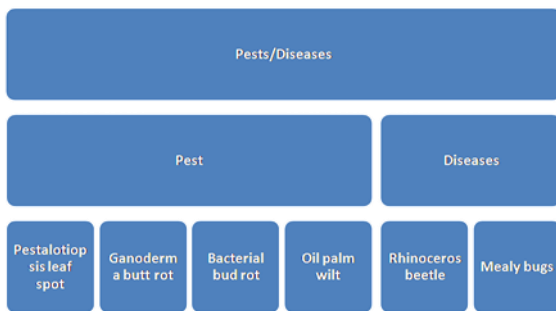 Pests/Diseases
Pest
Diseases
Pestalotiop
sis leaf
spot
Ganoderm
a butt rot
Bacterial
bud rot
Oil palm
wilt
Rhinoceros
beetle
Mealy bugs